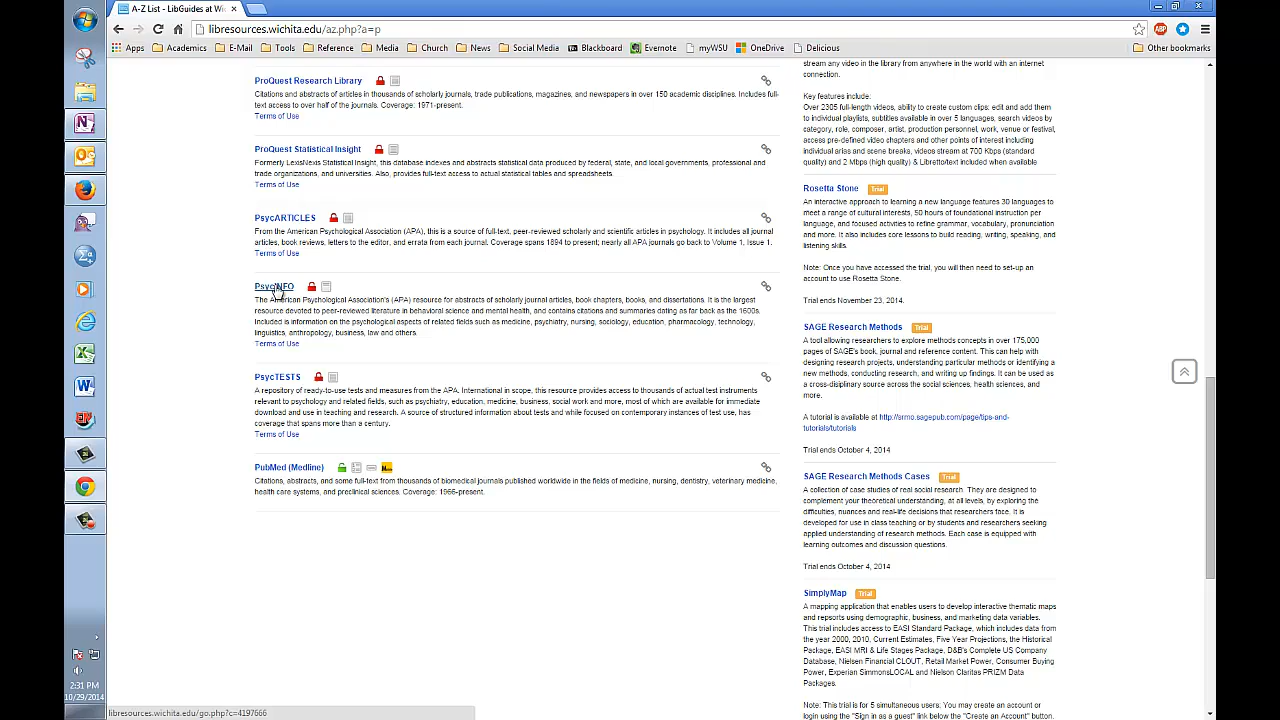 A-Z List - LibGuides at Wi
libresources.wichita.edu/az.php?a=p
Apps Academics E-Mail Tools Reference Media Church News Social Media Blackboard Evernote myWSU OneDrive Delicious Other bookmarks
ProQuest Research Library
Citations and abstracts of articles in thousands of scholarly journals, trade publications, magazines, and newspapers in over 150 academic disciplines. Includes full-
text access to over half of the journals. Coverage: 1971-present.
Terms of Use
ProQuest Statistical Insight
Formerly LexisNexis Statistical Insight, this database indexes and abstracts statistical data produced by federal, state, and local governments, professional and
trade organizations, and universities. Also, provides full-text access to actual statistical tables and spreadsheets.
Terms of Use
PsycARTICLES
From the American Psychological Association (APA), this is a source of full-text, peer-reviewed scholarly and scientific articles in psychology. It includes all journal
articles, book reviews, letters to the editor, and errata from each journal. Coverage spans 1894 to present; nearly all APA journals go back to Volume 1, Issue 1.
Terms of Use
PsycINFO
The American Psychological Association's (APA) resource for abstracts of scholarly journal articles, book chapters, books, and dissertations. It is the largest
resource devoted to peer-reviewed literature in behavioral science and mental health, and contains citations and summaries dating as far back as the 1600s.
Included is information on the psychological aspects of related fields such as medicine, psychiatry, nursing, sociology, education, pharmacology, technology,
linguistics, anthropology, business, law and others.
Terms of Use
PsycTESTS
A repository of ready-to-use tests and measures from the APA. International in scope, this resource provides access to thousands of actual test instruments
relevant to psychology and related fields, such as psychiatry, education, medicine, business, social work and more, most of which are available for immediate
download and use in teaching and research. A source of structured information about tests and while focused on contemporary instances of test use, has
coverage that spans more than a century.
Terms of Use
PubMed (Medline)
Citations, abstracts, and some full-text from thousands of biomedical journals published worldwide in the fields of medicine, nursing, dentistry, veterinary medicine,
health care systems, and preclinical sciences. Coverage: 1966-present.
stream any video in the library from anywhere in the world with an internet
connection.
Key features include:
Over 2305 full-length videos, ability to create custom clips: edit and add them
to individual playlists, subtitles available in over 5 languages, search videos by
category, role, composer, artist, production personnel, work, venue or festival,
access pre-defined video chapters and other points of interest including
individual arias and scene breaks, videos stream at 700 Kbps (standard
quality) and 2 Mbps (high quality) & Libretto/text included when available
Rosetta Stone Trial
An interactive approach to learning a new language features 30 languages to
meet a range of cultural interests, 50 hours of foundational instruction per
language, and focused activities to refine grammar, vocabulary, pronunciation
and more. It also includes core lessons to build reading, writing, speaking, and
listening skills.
Note: Once you have accessed the trial, you will then need to set-up an
account to use Rosetta Stone.
Trial ends November 23, 2014.
SAGE Research Methods Trial
A tool allowing researchers to explore methods concepts in over 175,000
pages of SAGE's book, journal and reference content. This can help with
designing research projects, understanding particular methods or identifying a
new methods, conducting research, and writing up findings. It can be used as
a cross-disciplinary source across the social sciences, health sciences, and
more.
A tutorial is available at http://srmo.sagepub.com/page/tips-and-
tutorials/tutorials
Trial ends October 4, 2014
SAGE Research Methods Cases Trial
A collection of case studies of real social research. They are designed to
complement your theoretical understanding, at all levels, by exploring the
difficulties, nuances and real-life decisions that researchers face. It is
developed for use in class teaching or by students and researchers seeking
applied understanding of research methods. Each case is equipped with
learning outcomes and discussion questions.
Trial ends October 4, 2014
SimplyMap Trial
A mapping application that enables users to develop interactive thematic maps
and reports using demographic, business, and marketing data variables.
This trial includes access to EASI Standard Package, which includes data from
the year 2000, 2010, Current Estimates, Five Year Projections, the Historical
Package, EASI MRI & Life Stages Package. D&B's Complete US Company
Database, Nielsen Financial CLOUT, Retail Market Power, Consumer Buying
Power, Experian SimmonsLOCAL and Nielsen Claritas PRIZM Data
Packages.
Note: This trial is for 5 simultaneous users: You may create an account or
login using the "Sign in as a guest" link below the "Create an Account" button.
2:31 PM
10/29/2014
libresources.wichita.edu/go.php?c=4197666